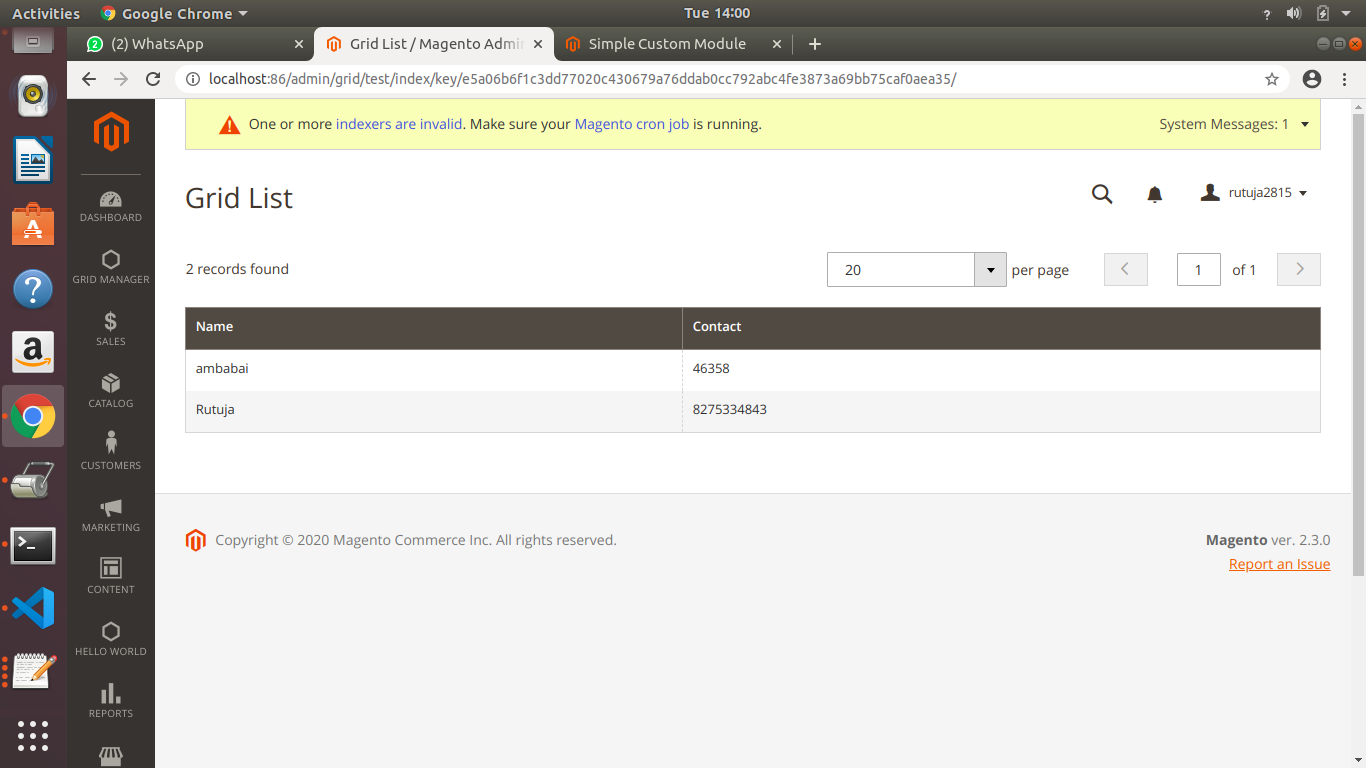 Activities Google Chrome Tue 14:00 ?
2 (2) WhatsApp Grid List / Magento Admin Simple Custom Module
localhost:86/admin/grid/test/index/key/e5a06b6f1c3dd77020c430679a76ddab0cc792abc4fe3873a69bb75caf0aea35/
One or more indexers are invalid. Make sure your Magento cron job is running. System Messages: 1
Grid List rutuja2815
DASHBOARD
GRID MANAGER
$
SALES
CATALOG
CUSTOMERS
MARKETING
CONTENT
HELLO WORLD
REPORTS
2 records found 20 per page 1 of 1
Name Contact
ambabai 46358
Rutuja 8275334843
Copyright © 2020 Magento Commerce Inc. All rights reserved. Magento ver. 2.3.0
Report an Issue